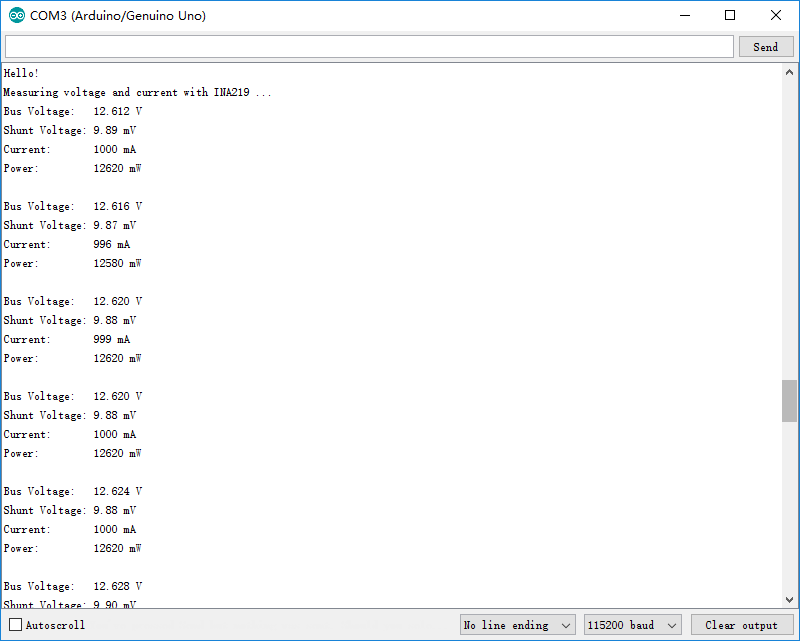 COM3 (Arduino/Genuino Uno)
Send
Hello!
Measuring voltage and current with INA219 ...
Bus Voltage: 12.612 V
Shunt Voltage: 9.89 mV
Current: 1000 mA
Power: 12620 mW
Bus Voltage: 12.616 V
Shunt Voltage: 9.87 mV
Current: 996 mA
Power: 12580 mW
Bus Voltage: 12.620 V
Shunt Voltage: 9.88 mV
Current: 999 mA
Power: 12620 mW
Bus Voltage: 12.620 V
Shunt Voltage: 9.88 mV
Current: 1000 mA
Power: 12620 mW
Bus Voltage: 12.624 V
Shunt Voltage: 9.88 mV
Current: 1000 mA
Power: 12620 mW
Bus Voltage: 12.628 V
Shunt Voltage: 9.90 mV
Autoscroll
No line ending
115200 baud
Clear output